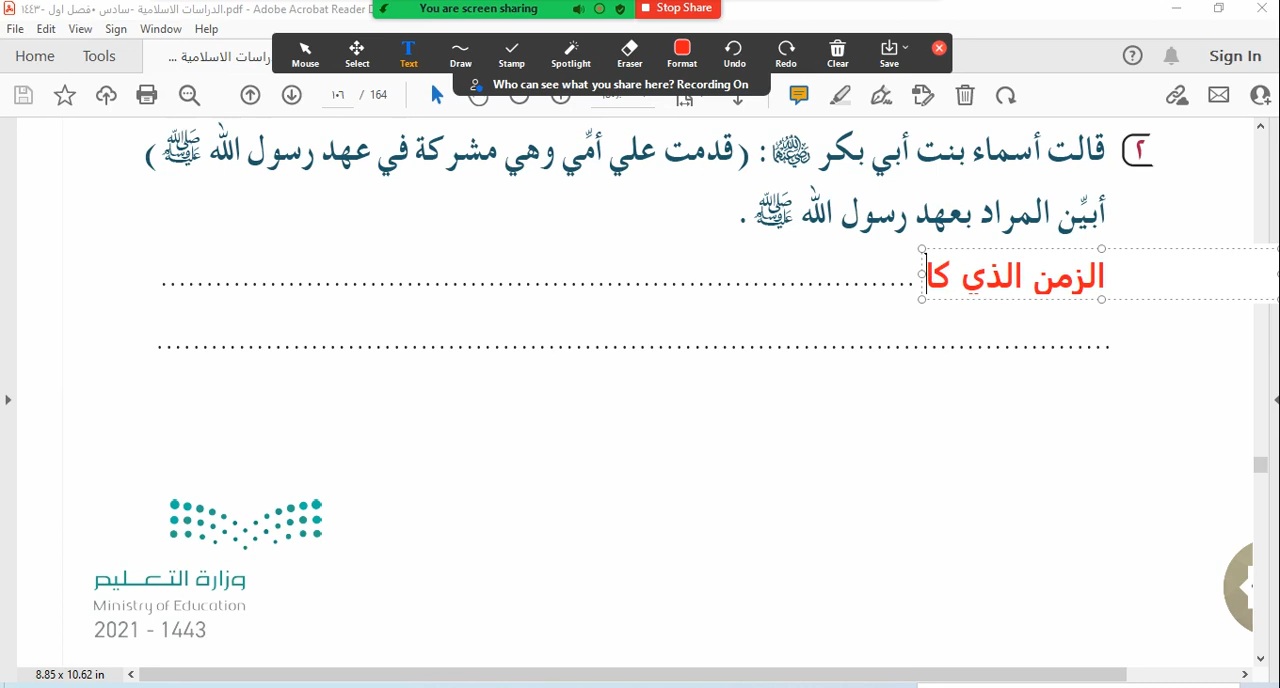 الدراسات الاسلامية -سادس •فصل اول -١٤٤٣.pdf - Adobe Acrobat Reader D
You are screen sharing
Stop Share
File Edit View Sign Window Help
Home Tools
راسات الاسلامية ...
Mouse Select Text Draw Stamp Spotlight Eraser Format Undo Redo Clear Save
Sign In
Who can see what you share here? Recording On
١٠٦ / 164
٢ قالت أسماء بنت أبي بكر ﵂: (قدمت علي أمِّي وهي مشركة في عهد رسول الله ﷺ)
أبيِّن المراد بعهد رسول الله ﷺ.
الزمن الذي كا ........................................
........................................
وزارة التعليم
Ministry of Education
2021 - 1443
8.85 x 10.62 in